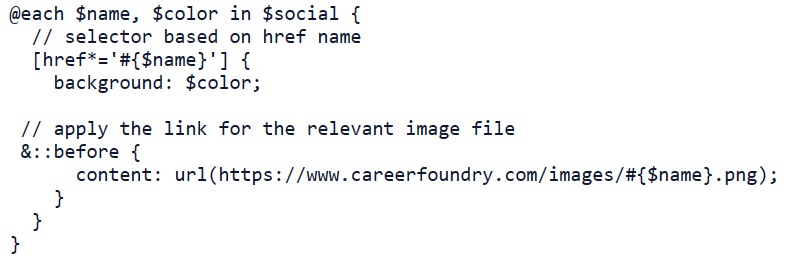 @each $name, $color in $social {
  // selector based on href name
  [href*='#{$name}'] {
    background: $color;

 // apply the link for the relevant image file
 &::before {
      content: url(https://www.careerfoundry.com/images/#{$name}.png);
    }
  }
}